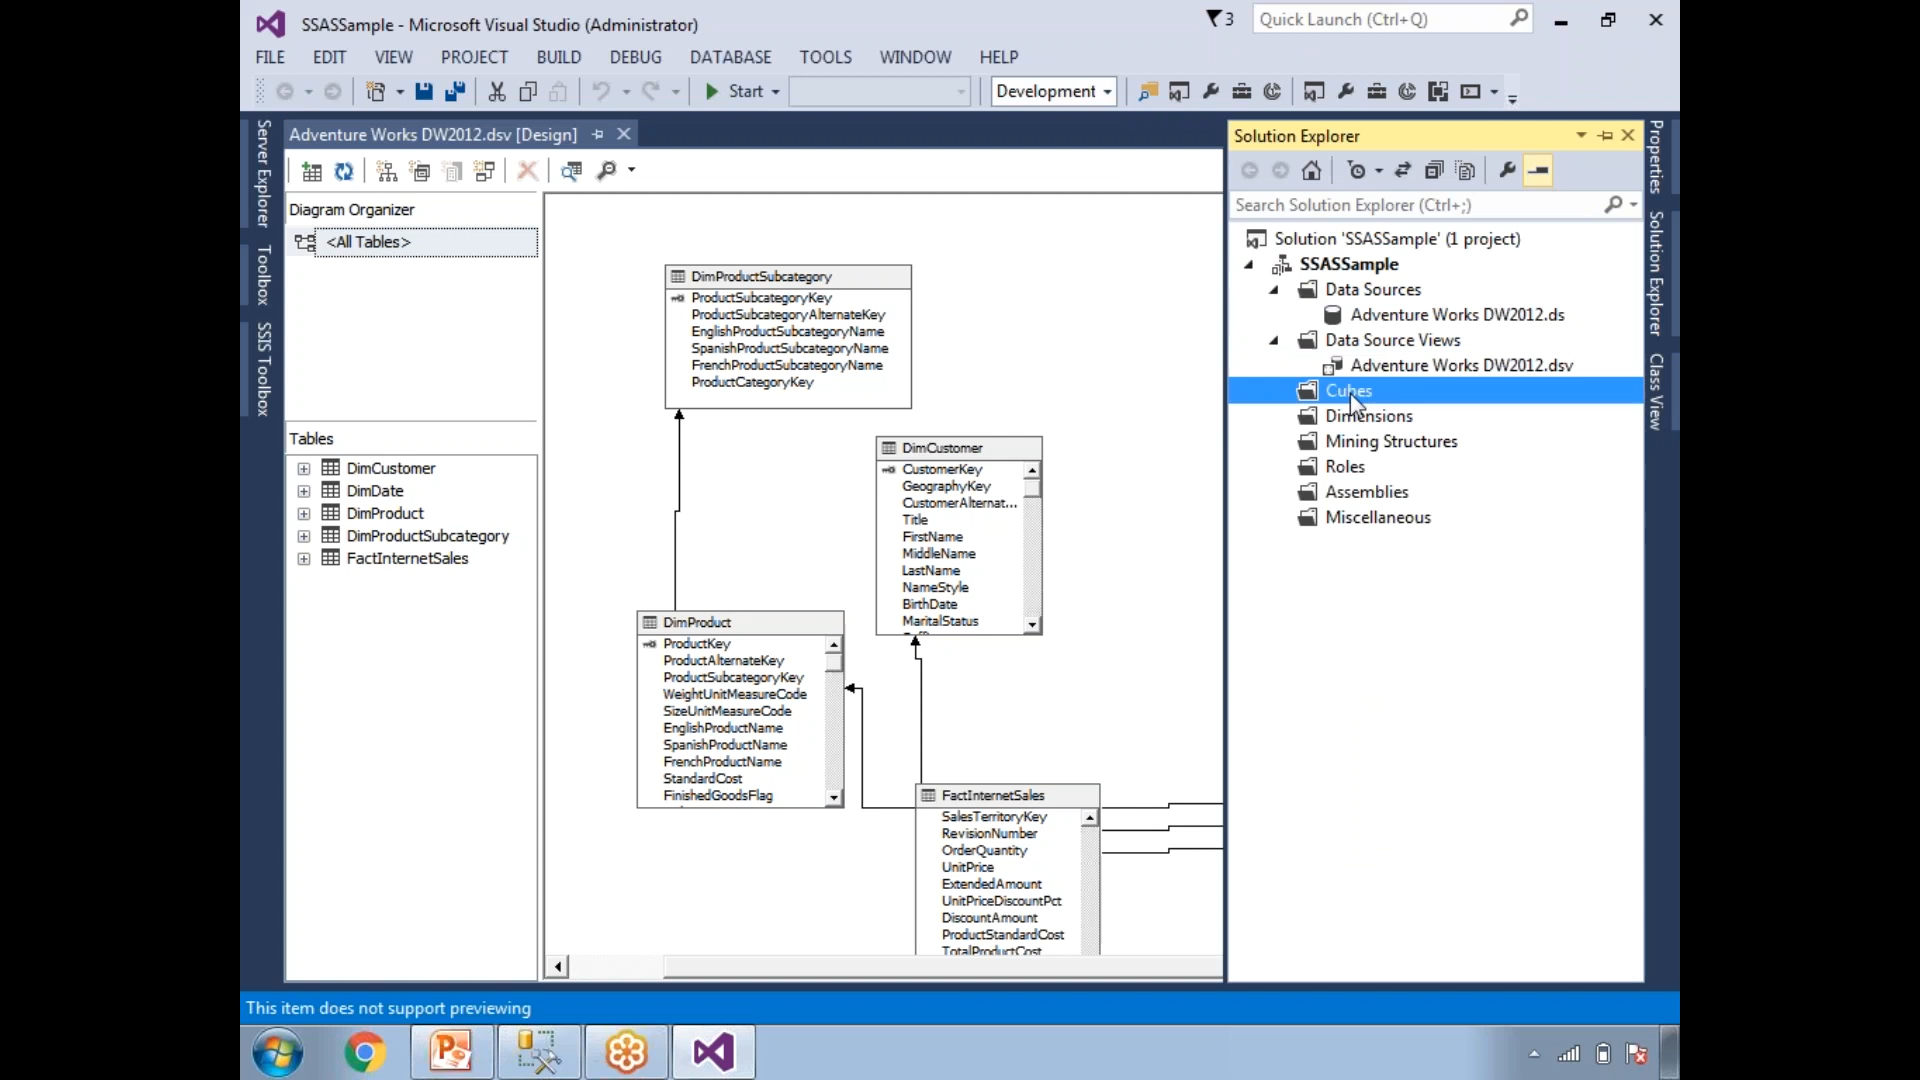 SSASSample - Microsoft Visual Studio (Administrator)
3
Quick Launch (Ctrl+Q)
FILE EDIT VIEW PROJECT BUILD DEBUG DATABASE TOOLS WINDOW HELP
Start
Development
Server Explorer
Toolbox
SSIS Toolbox
Adventure Works DW2012.dsv [Design]
Diagram Organizer
<All Tables>
Tables
DimCustomer
DimDate
DimProduct
DimProductSubcategory
FactInternetSales
DimProductSubcategory
ProductSubcategoryKey
ProductSubcategoryAlternateKey
EnglishProductSubcategoryName
SpanishProductSubcategoryName
FrenchProductSubcategoryName
ProductCategoryKey
DimCustomer
CustomerKey
GeographyKey
CustomerAlternat...
Title
FirstName
MiddleName
LastName
NameStyle
BirthDate
MaritalStatus
DimProduct
ProductKey
ProductAlternateKey
ProductSubcategoryKey
WeightUnitMeasureCode
SizeUnitMeasureCode
EnglishProductName
SpanishProductName
FrenchProductName
StandardCost
FinishedGoodsFlag
FactInternetSales
SalesTerritoryKey
RevisionNumber
OrderQuantity
UnitPrice
ExtendedAmount
UnitPriceDiscountPct
DiscountAmount
ProductStandardCost
TotalProductCost
Solution Explorer
Search Solution Explorer (Ctrl+;)
Solution 'SSASSample' (1 project)
SSASSample
Data Sources
Adventure Works DW2012.ds
Data Source Views
Adventure Works DW2012.dsv
Cubes
Dimensions
Mining Structures
Roles
Assemblies
Miscellaneous
Properties
Solution Explorer
Class View
This item does not support previewing